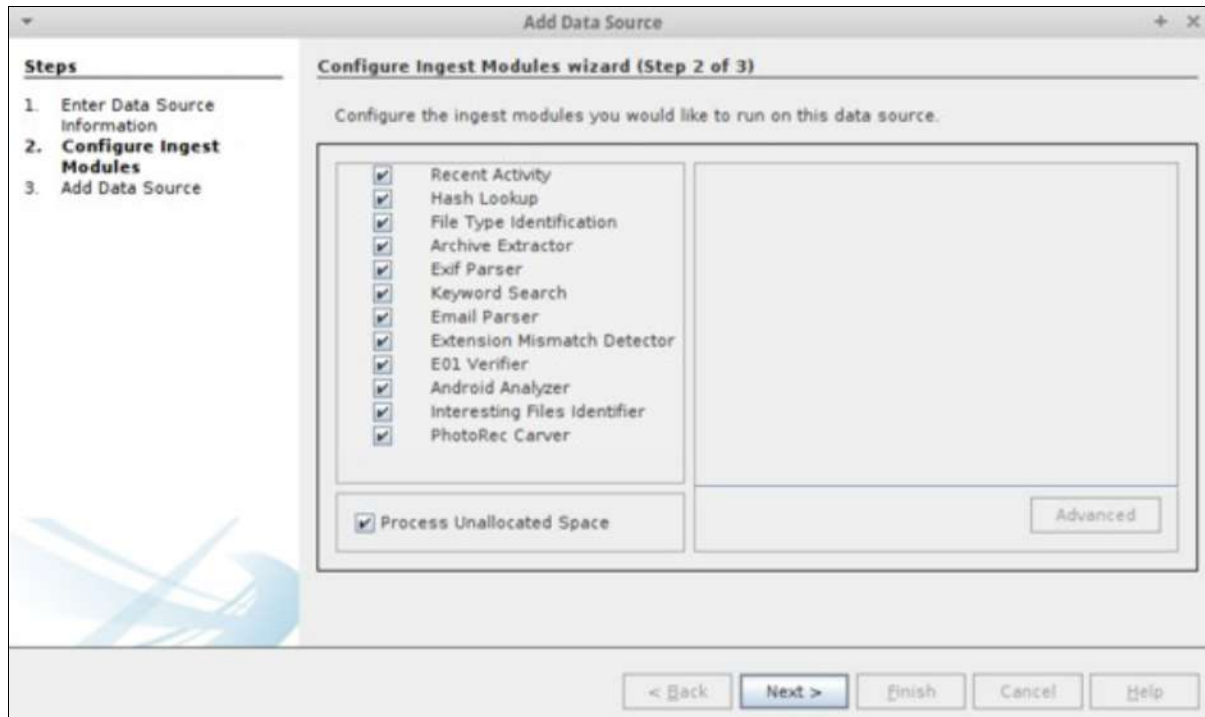 Add Data Source
Steps
1. Enter Data Source
Information
2. Configure Ingest
Modules
3. Add Data Source
Configure Ingest Modules wizard (Step 2 of 3)
Configure the ingest modules you would like to run on this data source.
Recent Activity
Hash Lookup
File Type Identification
Archive Extractor
Exif Parser
Keyword Search
Email Parser
Extension Mismatch Detector
E01 Verifier
Android Analyzer
Interesting Files Identifier
PhotoRec Carver
Process Unallocated Space
Advanced
< Back
Next >
Finish
Cancel
Help